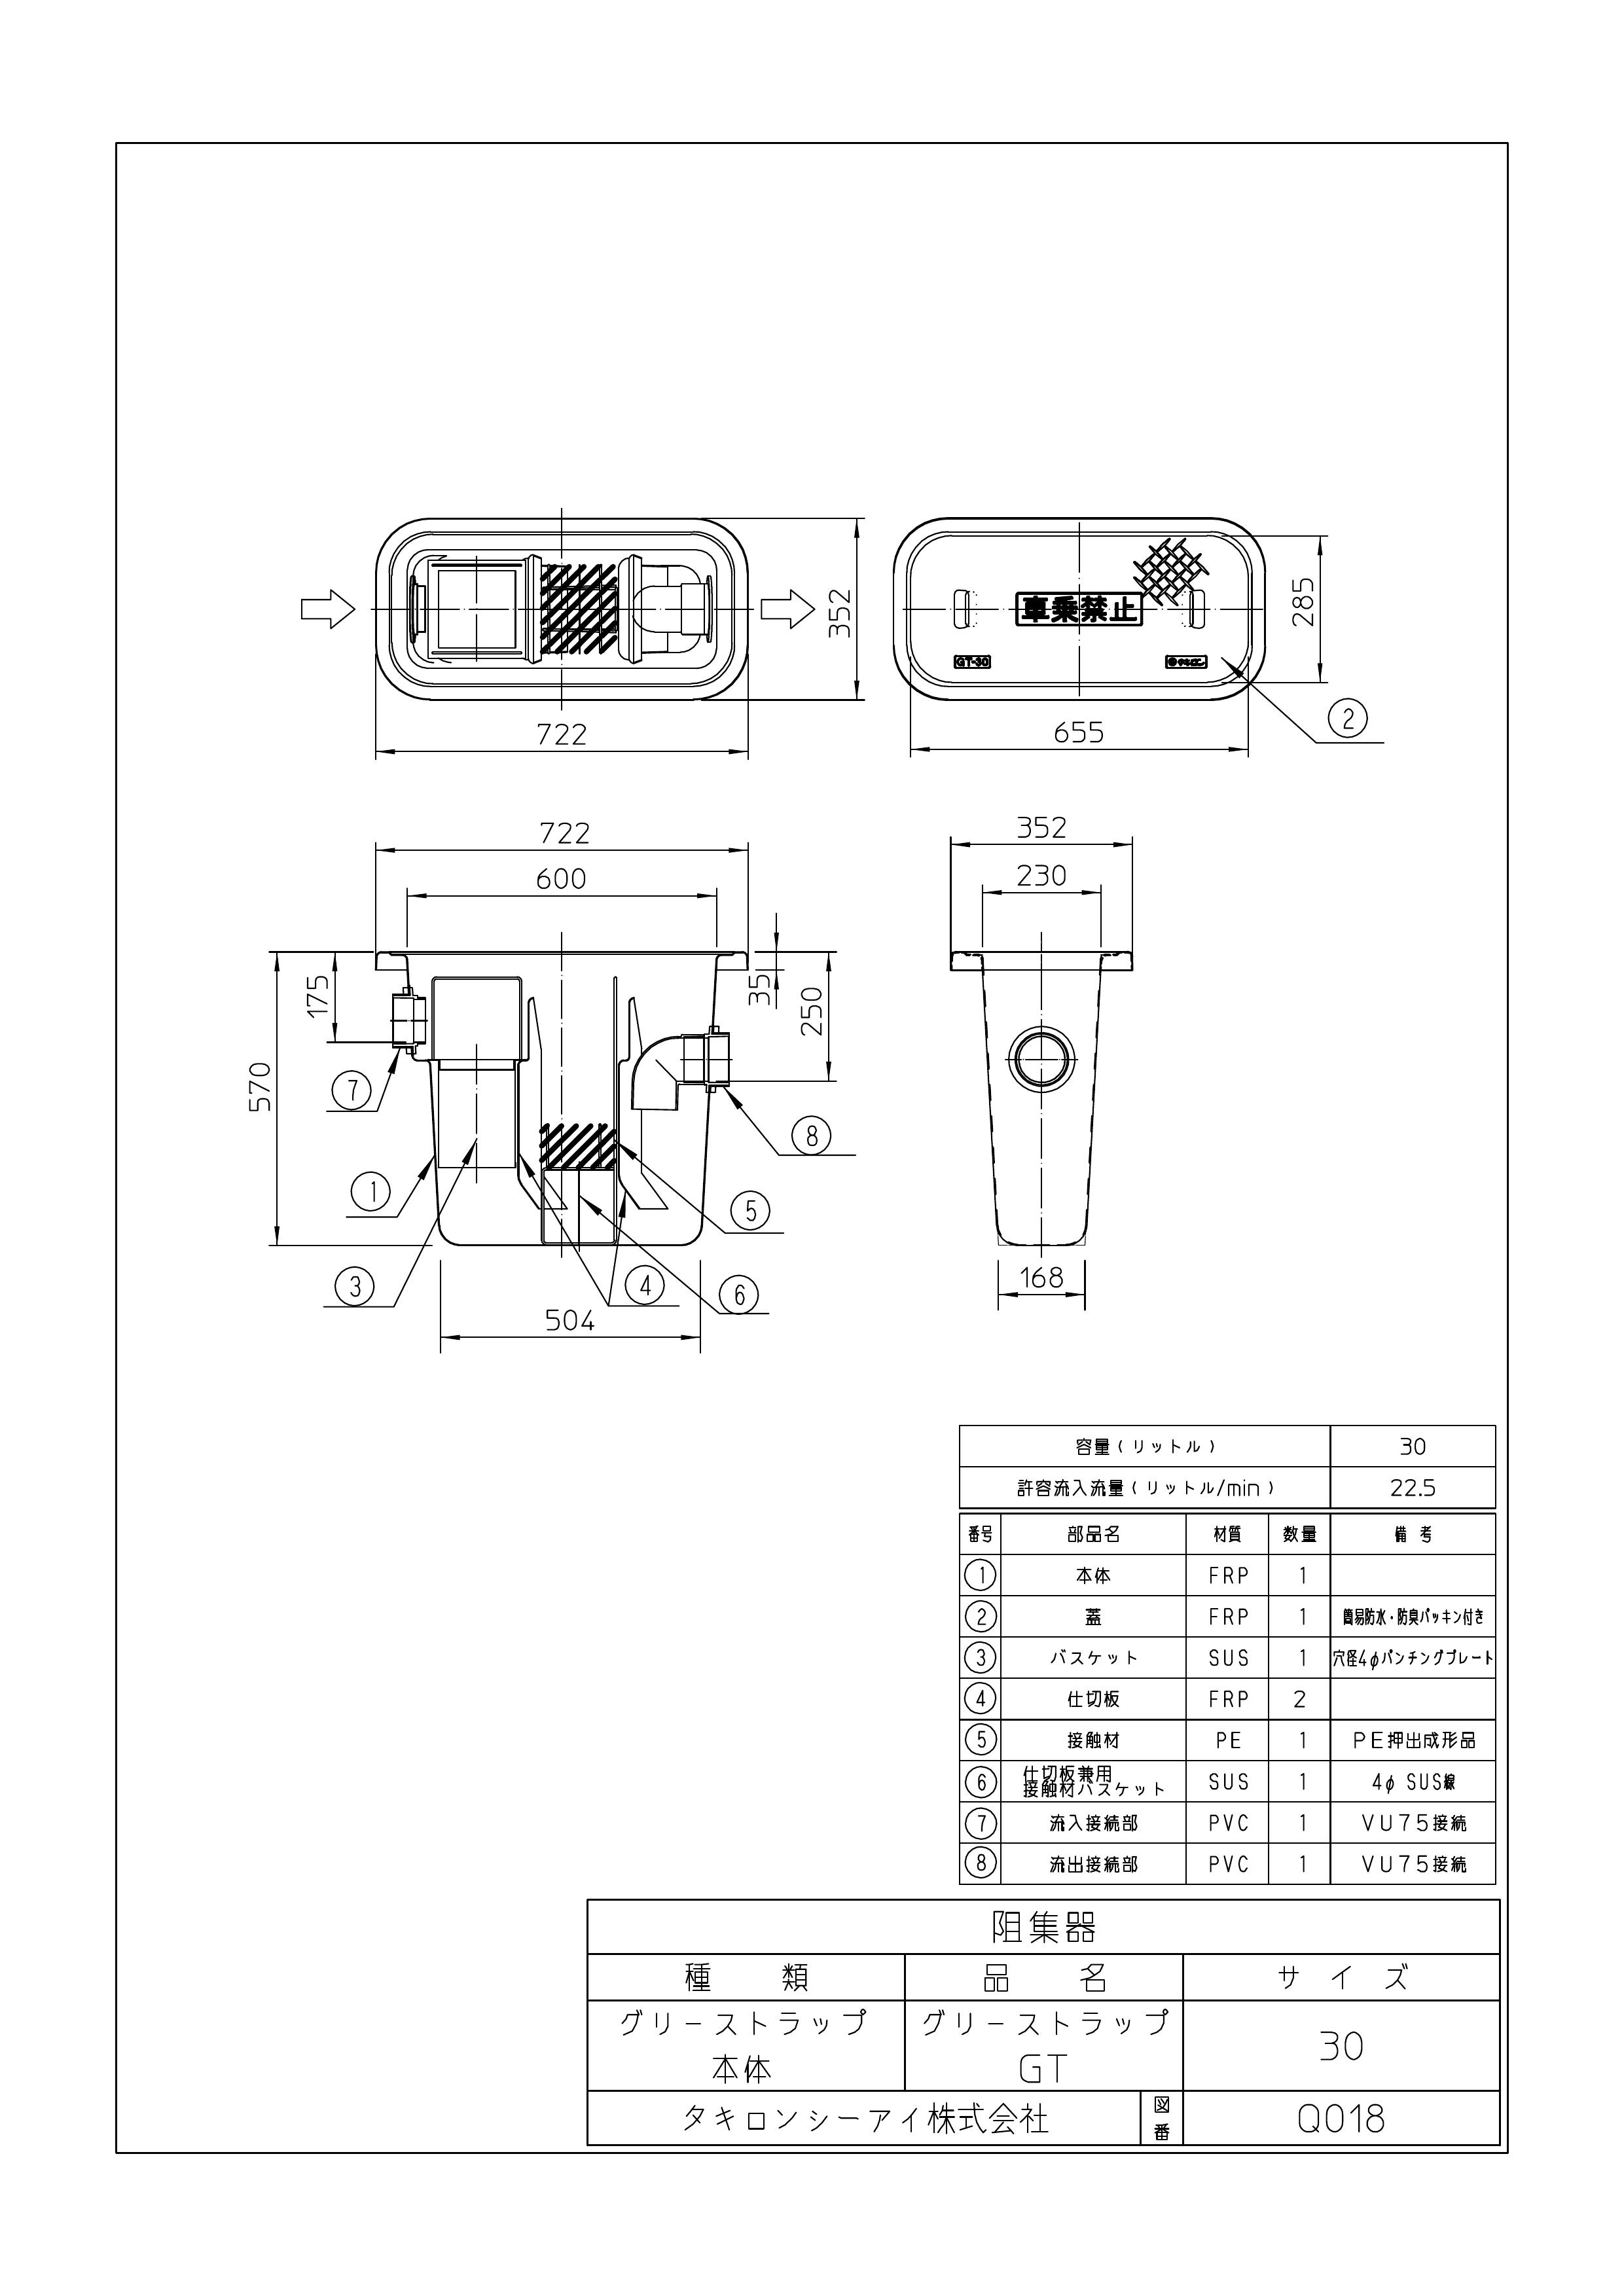 352
722
車乗禁止
GT-30
285
655
②
722
600
175
570
35
250
⑦
⑧
①
⑤
③
④
⑥
504
352
230
168
容量(リットル) 30
許容流入流量(リットル/min) 22.5
番号 部品名 材質 数量 備考
① 本体 FRP 1
② 蓋 FRP 1 簡易防水・防臭パッキン付き
③ バスケット SUS 1 穴径4φパンチングプレート
④ 仕切板 FRP 2
⑤ 接触材 PE 1 PE押出成形品
⑥ 仕切板兼用 接触材バスケット SUS 1 4φ SUS線
⑦ 流入接続部 PVC 1 VU75接続
⑧ 流出接続部 PVC 1 VU75接続
阻集器
種類 品名 サイズ
グリーストラップ グリーストラップ 30
本体 GT
タキロンシーアイ株式会社 図番 Q018